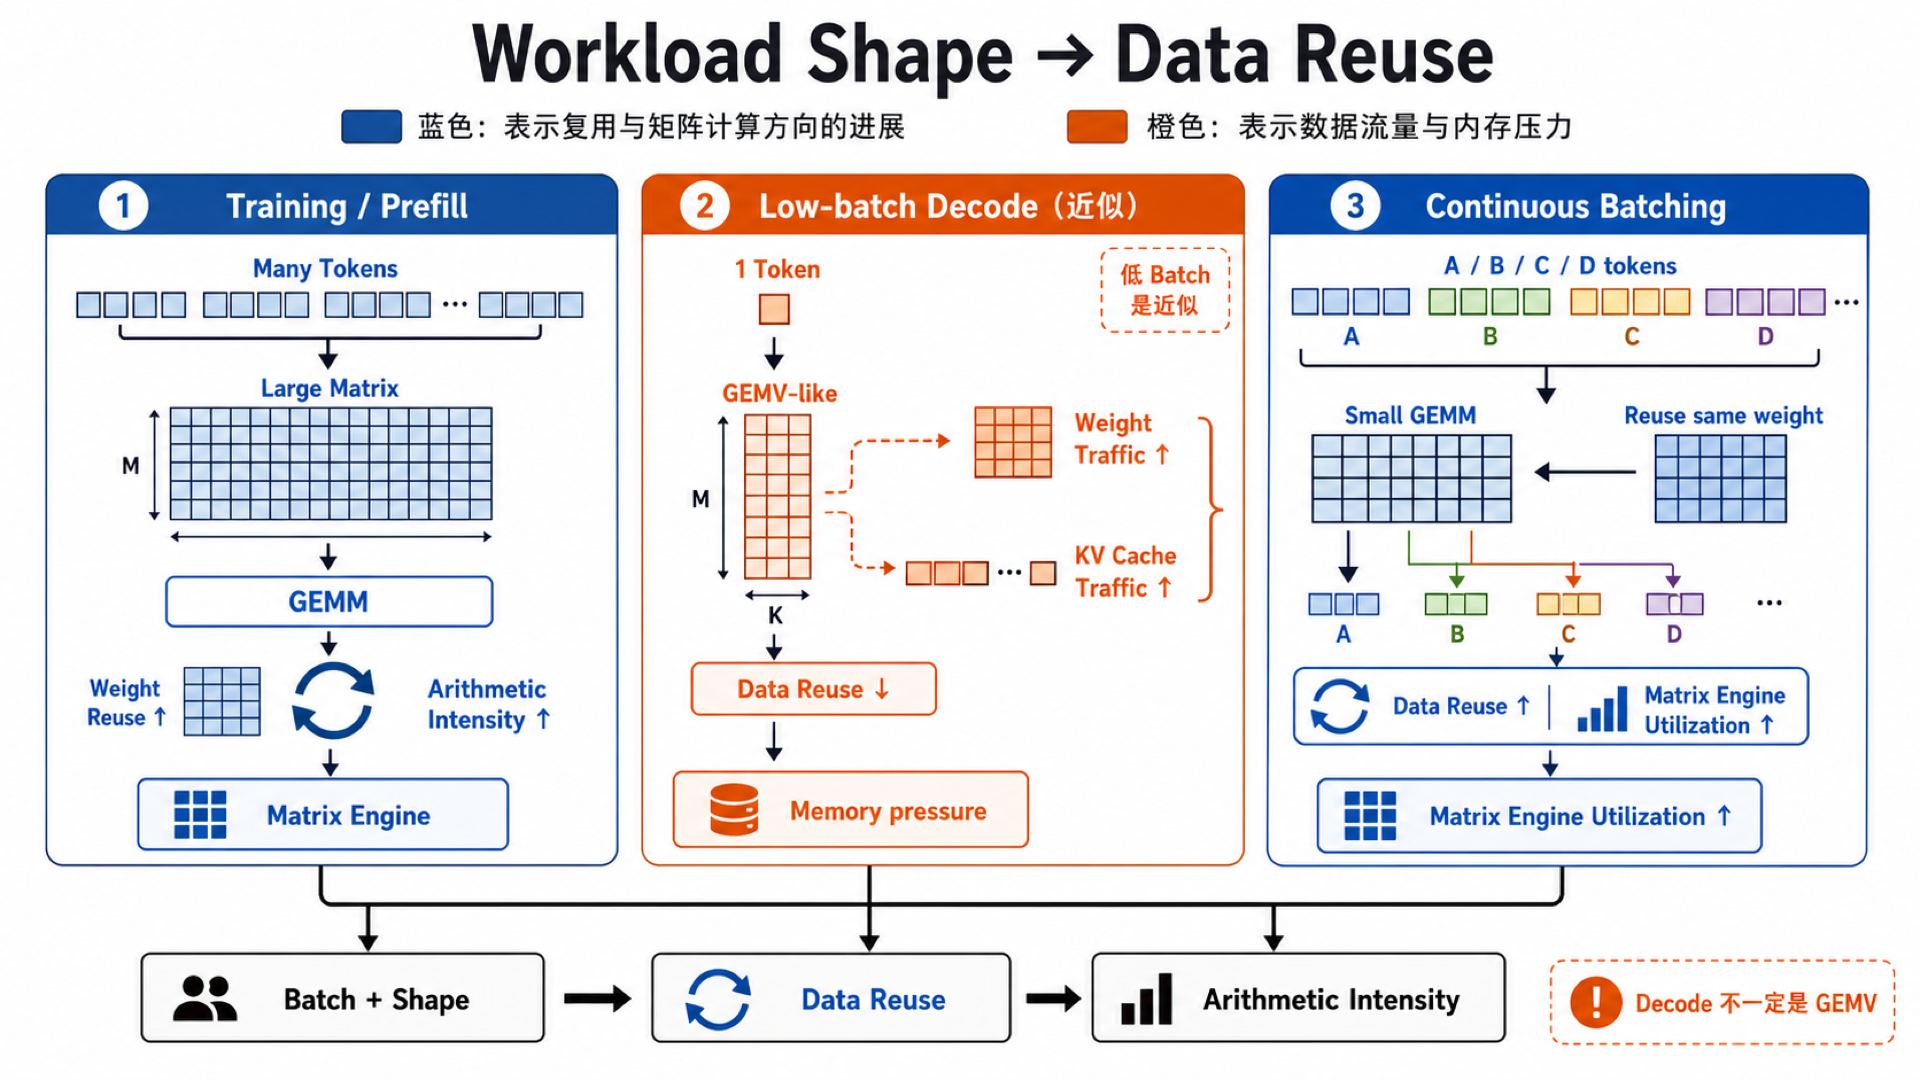 Workload Shape → Data Reuse
蓝色：表示复用与矩阵计算方向的进展
橙色：表示数据流量与内存压力
1 Training / Prefill
Many Tokens
...
Large Matrix
M
GEMM
Weight
Reuse ↑
Arithmetic
Intensity ↑
Matrix Engine
2 Low-batch Decode（近似）
1 Token
低 Batch
是近似
GEMV-like
M
K
Weight
Traffic ↑
...
KV Cache
Traffic ↑
Data Reuse ↓
Memory pressure
3 Continuous Batching
A / B / C / D tokens
...
A B C D
Small GEMM
Reuse same weight
...
A B C D
Data Reuse ↑
Matrix Engine
Utilization ↑
Matrix Engine Utilization ↑
Batch + Shape
Data Reuse
Arithmetic Intensity
! Decode 不一定是 GEMV